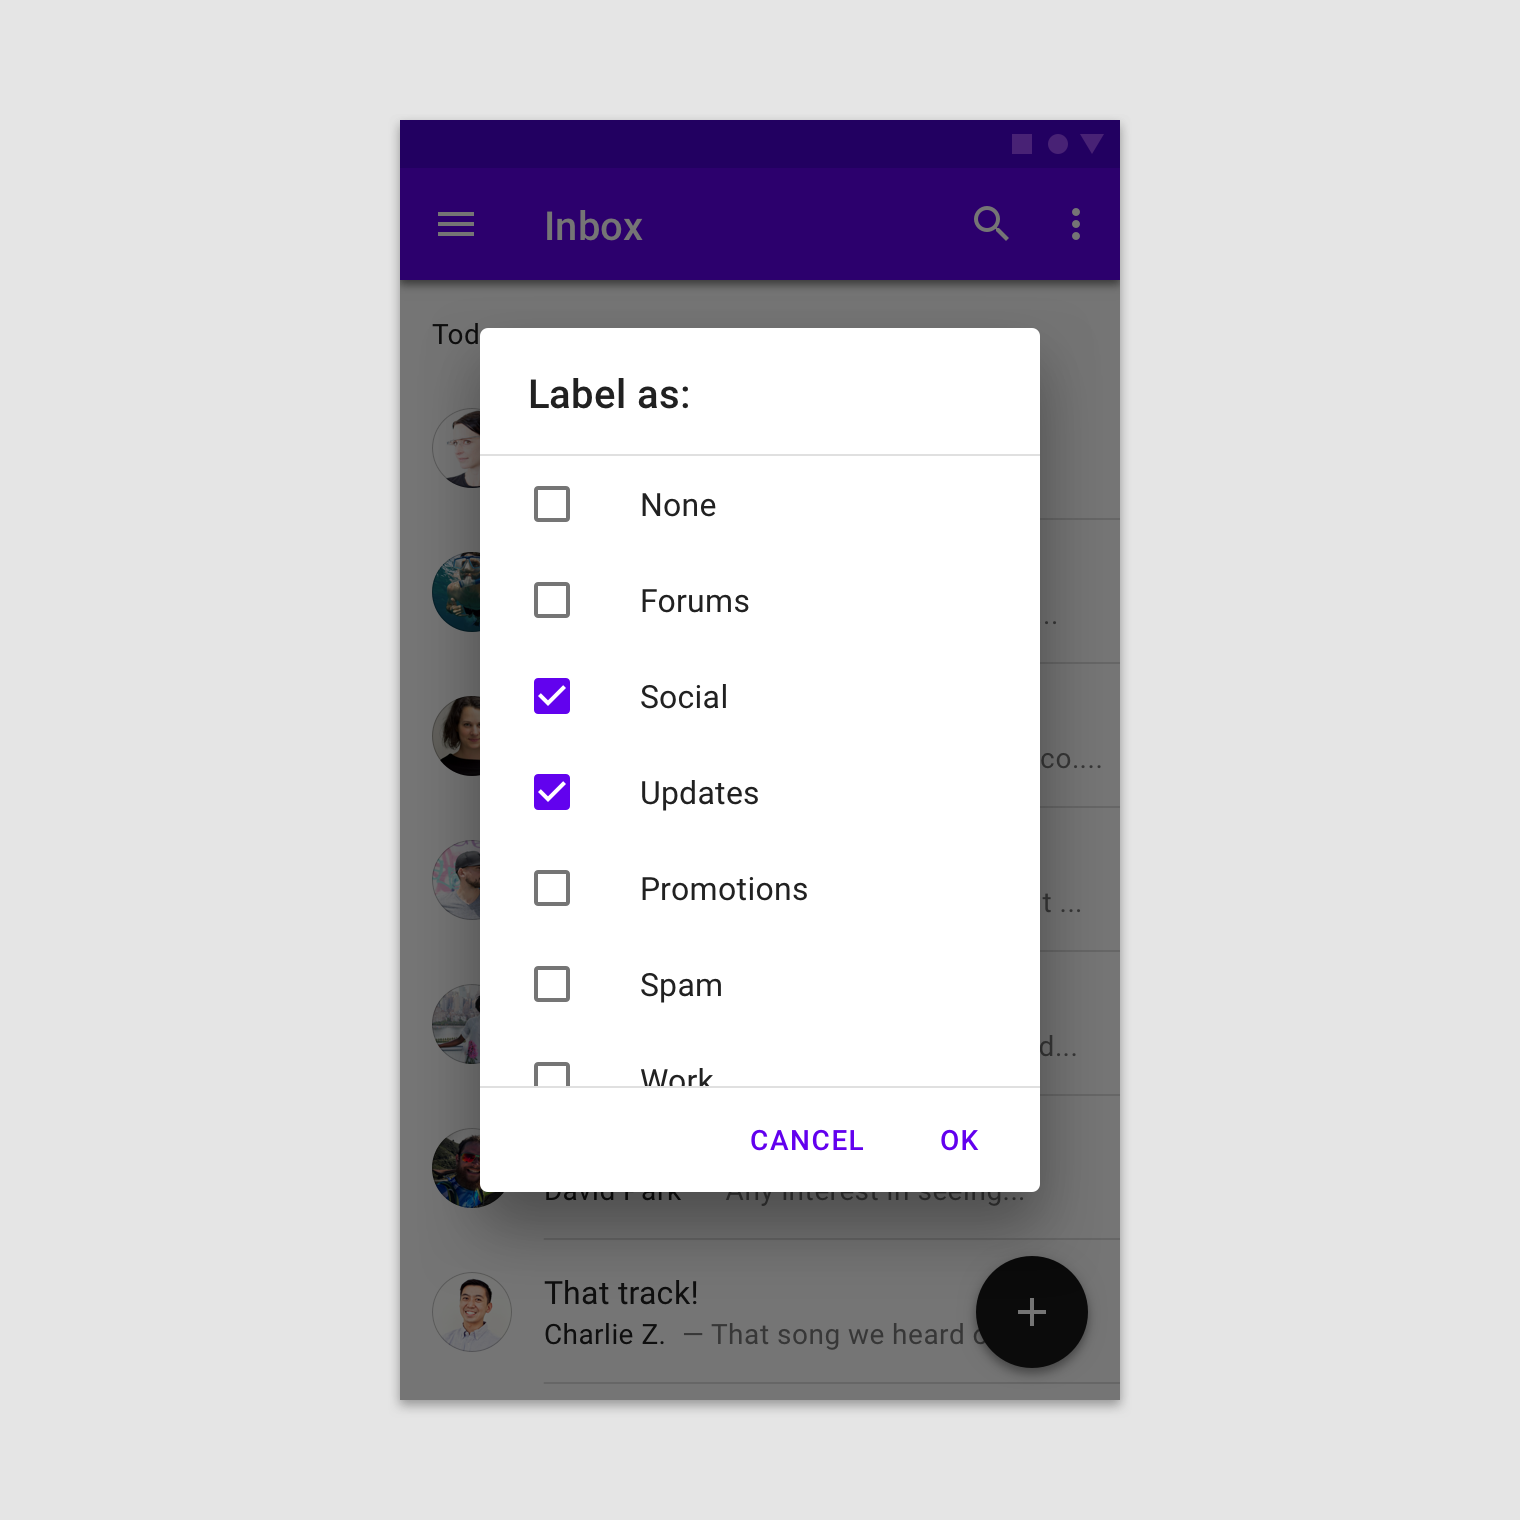 Inbox
Tod
Label as:
None
Forums
..
Social
Updates
co....
Promotions
t ...
Spam
d...
Work
CANCEL OK
David Park Any interest in seeing...
That track!
Charlie Z. — That song we heard